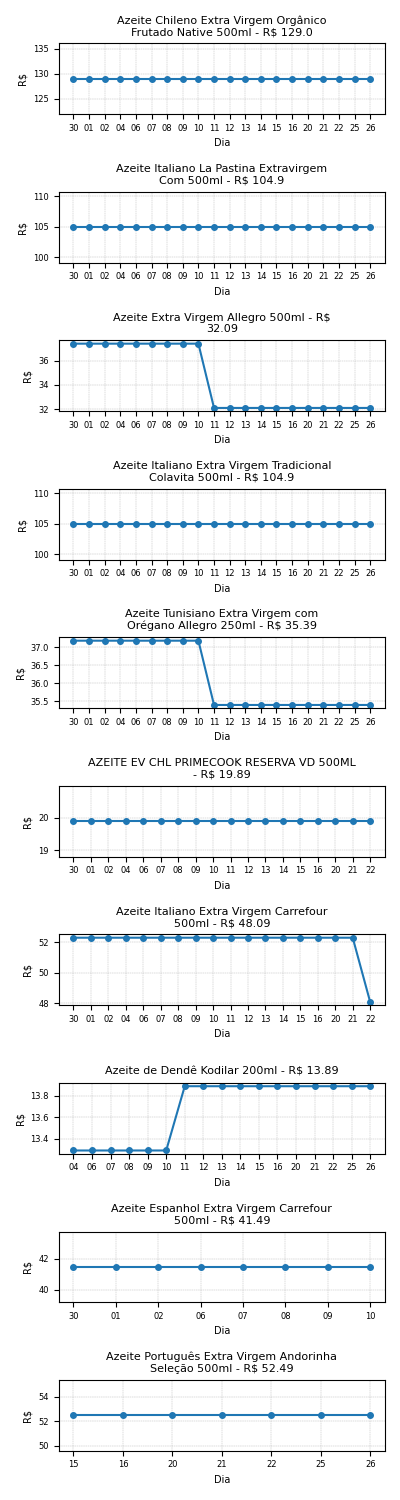 Azeite Chileno Extra Virgem Orgânico
Frutado Native 500ml - R$ 129.0
135
130
125
R$
30 01 02 04 06 07 08 09 10 11 12 13 14 15 16 20 21 22 25 26
Dia
Azeite Italiano La Pastina Extravirgem
Com 500ml - R$ 104.9
110
105
100
R$
30 01 02 04 06 07 08 09 10 11 12 13 14 15 16 20 21 22 25 26
Dia
Azeite Extra Virgem Allegro 500ml - R$
32.09
36
34
32
R$
30 01 02 04 06 07 08 09 10 11 12 13 14 15 16 20 21 22 25 26
Dia
Azeite Italiano Extra Virgem Tradicional
Colavita 500ml - R$ 104.9
110
105
100
R$
30 01 02 04 06 07 08 09 10 11 12 13 14 15 16 20 21 22 25 26
Dia
Azeite Tunisiano Extra Virgem com
Orégano Allegro 250ml - R$ 35.39
37.0
36.5
36.0
35.5
R$
30 01 02 04 06 07 08 09 10 11 12 13 14 15 16 20 21 22 25 26
Dia
AZEITE EV CHL PRIMECOOK RESERVA VD 500ML
- R$ 19.89
20
19
R$
30 01 02 04 06 07 08 09 10 11 12 13 14 15 16 20 21 22
Dia
Azeite Italiano Extra Virgem Carrefour
500ml - R$ 48.09
52
50
48
R$
30 01 02 04 06 07 08 09 10 11 12 13 14 15 16 20 21 22
Dia
Azeite de Dendê Kodilar 200ml - R$ 13.89
13.8
13.6
13.4
R$
04 06 07 08 09 10 11 12 13 14 15 16 20 21 22 25 26
Dia
Azeite Espanhol Extra Virgem Carrefour
500ml - R$ 41.49
42
40
R$
30 01 02 06 07 08 09 10
Dia
Azeite Português Extra Virgem Andorinha
Seleção 500ml - R$ 52.49
54
52
50
R$
15 16 20 21 22 25 26
Dia